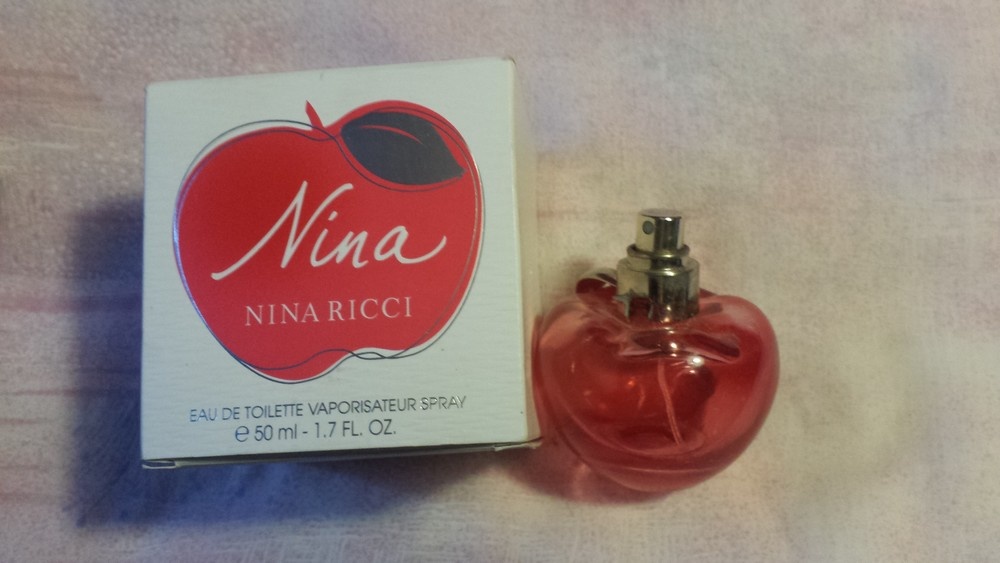 Nina
NINA RICCI
EAU DE TOILETTE VAPORISATEUR SPRAY
℮ 50 ml - 1.7 FL. OZ.